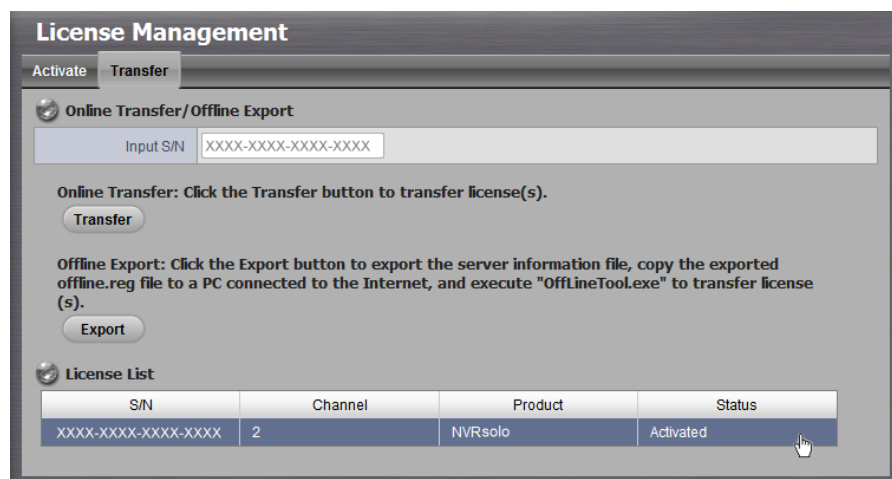 License Management
Activate Transfer
Online Transfer/Offline Export
Input S/N XXXX-XXXX-XXXX-XXXX
Online Transfer: Click the Transfer button to transfer license(s).
Transfer
Offline Export: Click the Export button to export the server information file, copy the exported
offline.reg file to a PC connected to the Internet, and execute "OffLineTool.exe" to transfer license
(s).
Export
License List
S/N Channel Product Status
XXXX-XXXX-XXXX-XXXX 2 NVRsolo Activated